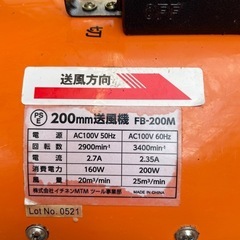 OFF
送風方向
PSE 200mm送風機 FB-200M
電源 AC100V 50Hz AC100V 60Hz
回転数 2900min⁻¹ 3400min⁻¹
電流 2.7A 2.35A
消費電力 160W 200W
風量 20m³/min 25m³/min
株式会社イチネンMTM ツール事業部 MADE IN CHINA
Lot No. 0521